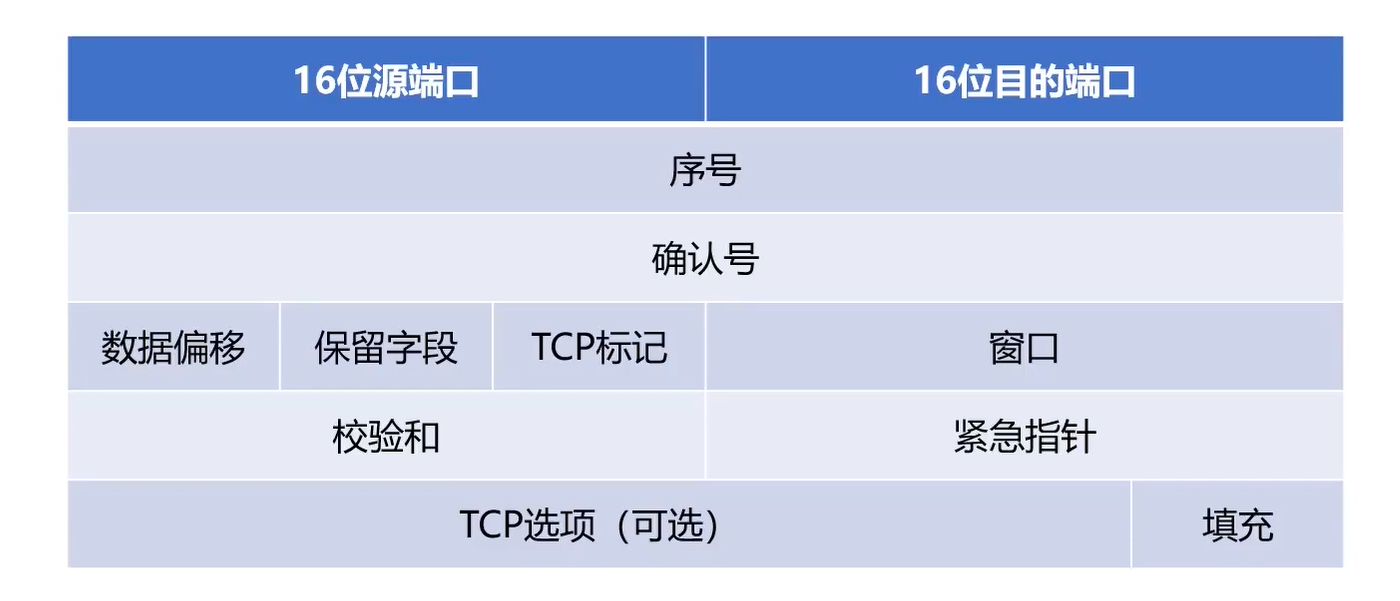 16位源端口 16位目的端口
序号
确认号
数据偏移 保留字段 TCP标记 窗口
校验和 紧急指针
TCP选项（可选） 填充